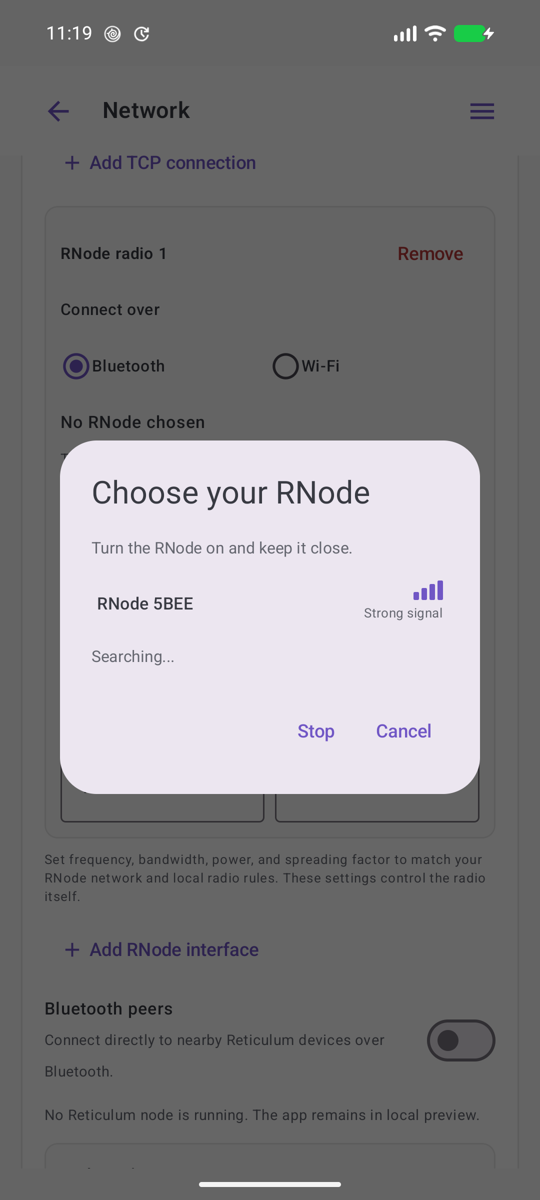 11:19
Network
+ Add TCP connection
RNode radio 1
Remove
Connect over
Bluetooth
Wi-Fi
No RNode chosen
Choose your RNode
Turn the RNode on and keep it close.
RNode 5BEE
Strong signal
Searching...
Stop
Cancel
Set frequency, bandwidth, power, and spreading factor to match your
RNode network and local radio rules. These settings control the radio
itself.
+ Add RNode interface
Bluetooth peers
Connect directly to nearby Reticulum devices over
Bluetooth.
No Reticulum node is running. The app remains in local preview.